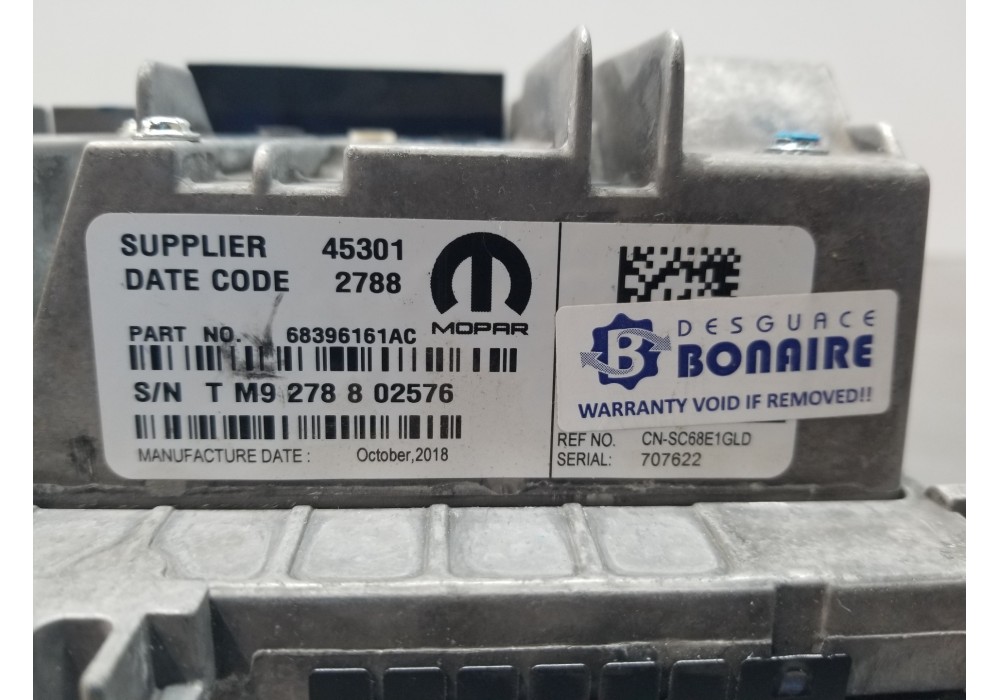 SUPPLIER 45301
DATE CODE 2788
MOPAR
PART NO. 68396161AC
S/N T M9 278 8 02576
MANUFACTURE DATE : October,2018
DESGUACE
B BONAIRE
WARRANTY VOID IF REMOVED!!
REF NO. CN-SC68E1GLD
SERIAL: 707622